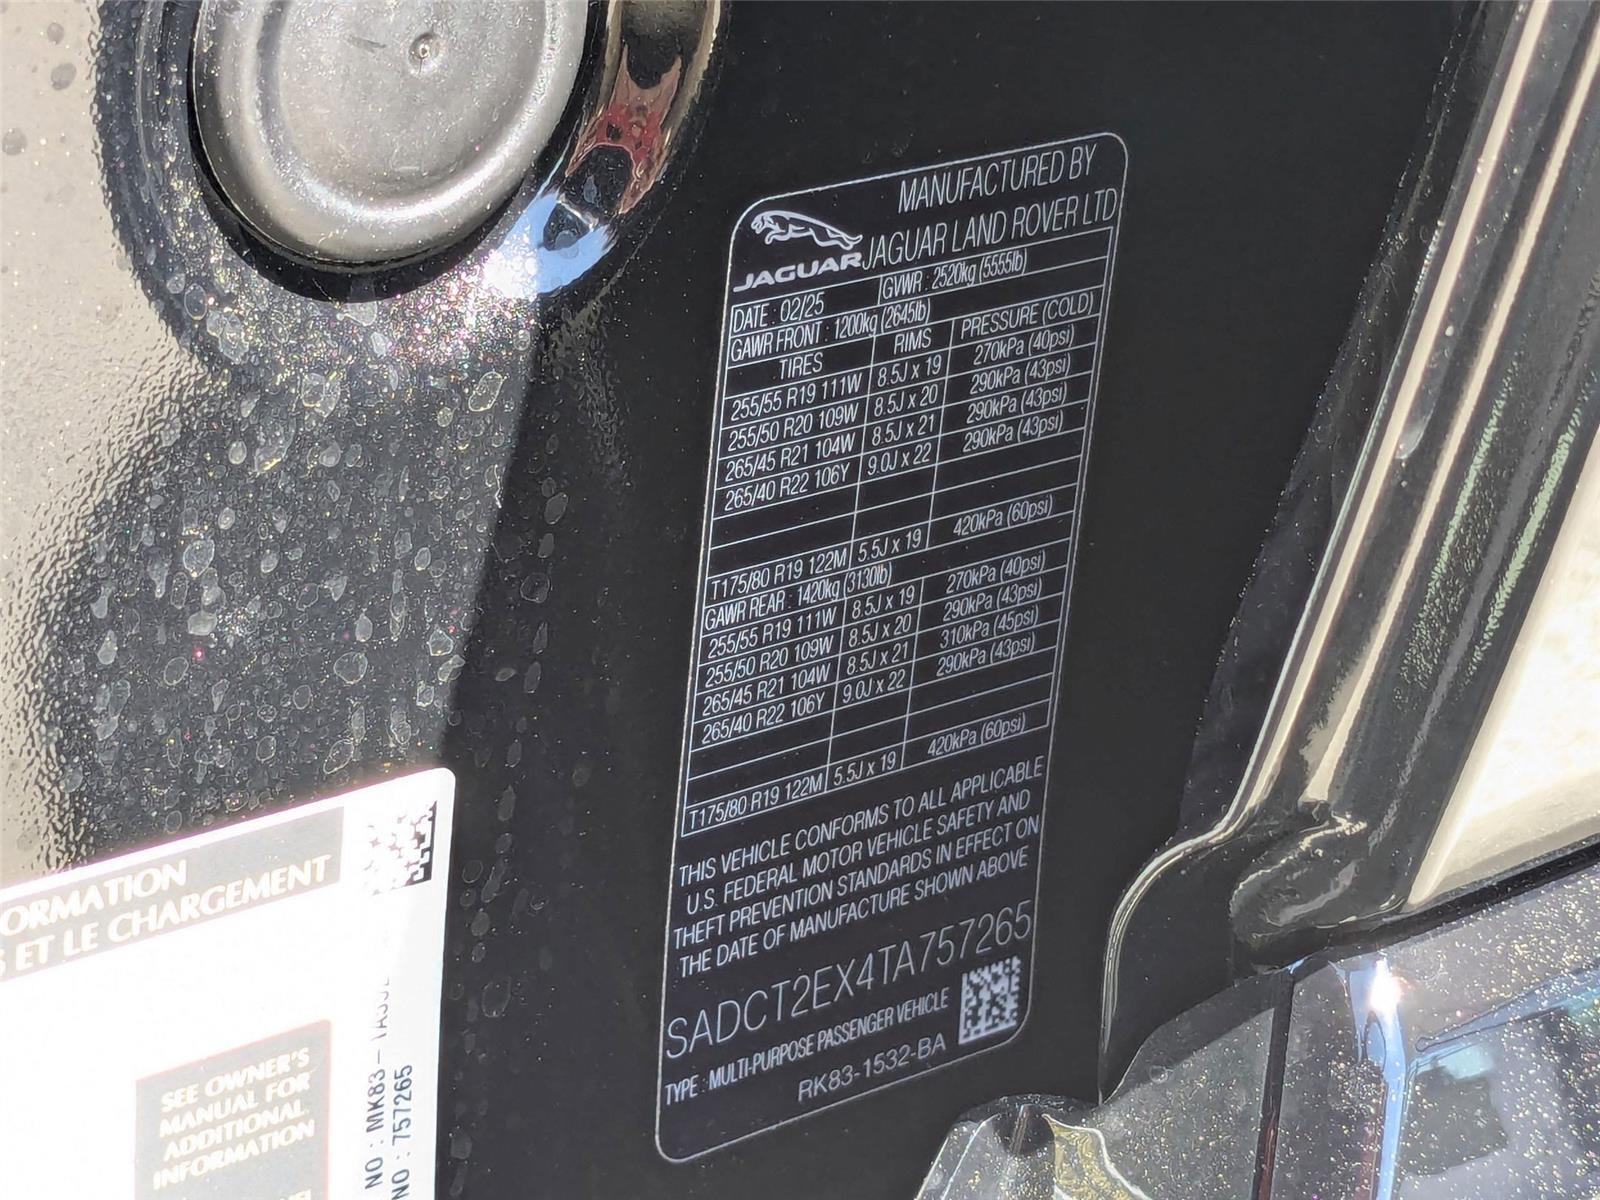 MANUFACTURED BY
JAGUAR JAGUAR LAND ROVER LTD
DATE : 02/25 GVWR : 2520kg (5555lb)
GAWR FRONT : 1200kg (2645lb)
TIRES RIMS PRESSURE (COLD)
255/55 R19 111W 8.5J x 19 270kPa (40psi)
255/50 R20 109W 8.5J x 20 290kPa (43psi)
265/45 R21 104W 8.5J x 21 290kPa (43psi)
265/40 R22 106Y 9.0J x 22 290kPa (43psi)
T175/80 R19 122M 5.5J x 19 420kPa (60psi)
GAWR REAR : 1420kg (3130lb)
255/55 R19 111W 8.5J x 19 270kPa (40psi)
255/50 R20 109W 8.5J x 20 290kPa (43psi)
265/45 R21 104W 8.5J x 21 310kPa (45psi)
265/40 R22 106Y 9.0J x 22 290kPa (43psi)
T175/80 R19 122M 5.5J x 19 420kPa (60psi)
THIS VEHICLE CONFORMS TO ALL APPLICABLE
U.S. FEDERAL MOTOR VEHICLE SAFETY AND
THEFT PREVENTION STANDARDS IN EFFECT ON
THE DATE OF MANUFACTURE SHOWN ABOVE
SADCT2EX4TA757265
TYPE : MULTI-PURPOSE PASSENGER VEHICLE
RK83-1532-BA
ORMATION
ET LE CHARGEMENT
SEE OWNER'S
MANUAL FOR
ADDITIONAL
INFORMATION
NO : MK83-
NO : 757265